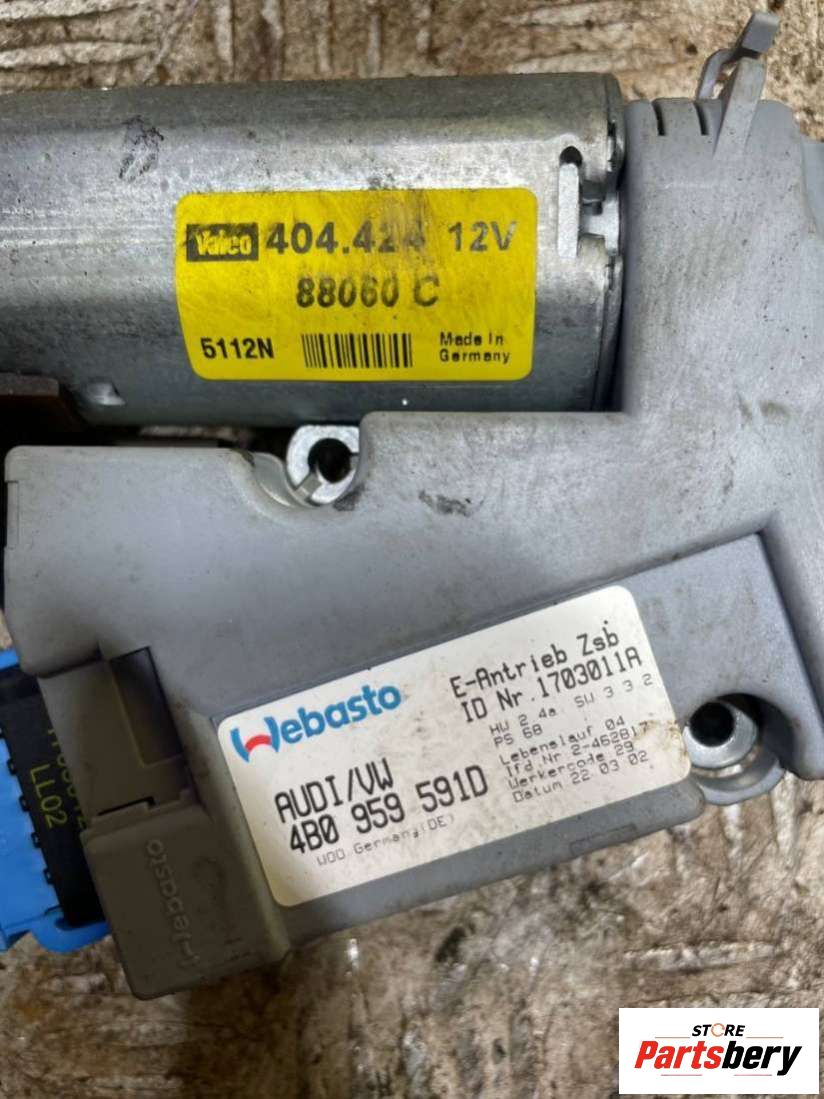 Valeo 404.424 12V
88060 C
5112N
Made in
Germany
Webasto
AUDI/VW
4B0 959 591D
WOD Germany(DE)
E-Antrieb Zsb
ID Nr.1703011A
HW 2.4a. SW 3 3 2
PS 68
Lebenslauf 04
lfd.Nr.2-462817
Werkercode 29
Datum 22 03 02
LL02
Webasto
STORE
Partsbery